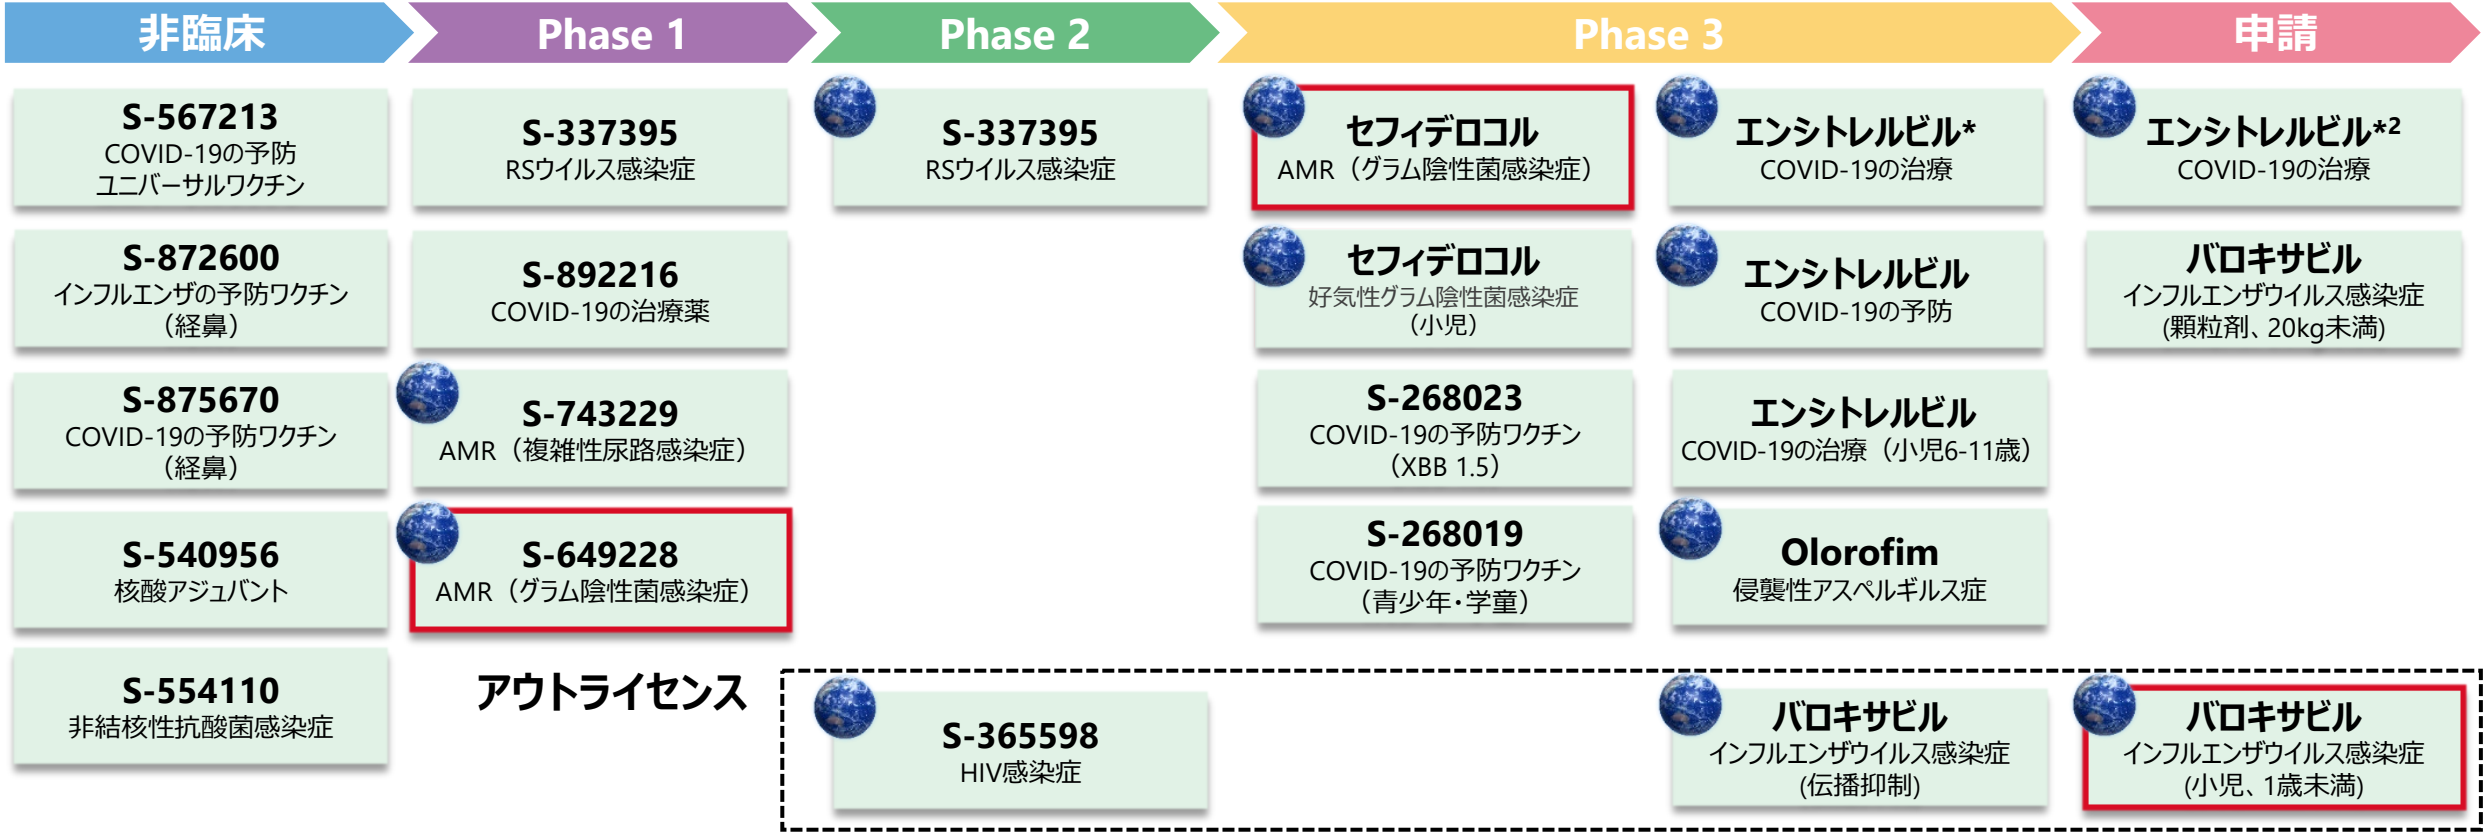 非臨床
Phase 1
Phase 2
Phase 3
申請
S-567213
COVID-19の予防
ユニバーサルワクチン
S-872600
インフルエンザの予防ワクチン
（経鼻）
S-875670
COVID-19の予防ワクチン
（経鼻）
S-540956
核酸アジュバント
S-554110
非結核性抗酸菌感染症
S-337395
RSウイルス感染症
S-892216
COVID-19の治療薬
S-743229
AMR（複雑性尿路感染症）
S-649228
AMR（グラム陰性菌感染症）
S-337395
RSウイルス感染症
セフィデロコル
AMR（グラム陰性菌感染症）
セフィデロコル
好気性グラム陰性菌感染症
（小児）
S-268023
COVID-19の予防ワクチン
（XBB 1.5）
S-268019
COVID-19の予防ワクチン
（青少年・学童）
エンシトレルビル*
COVID-19の治療
エンシトレルビル
COVID-19の予防
エンシトレルビル
COVID-19の治療（小児6-11歳）
Olorofim
侵襲性アスペルギルス症
エンシトレルビル*2
COVID-19の治療
バロキサビル
インフルエンザウイルス感染症
(顆粒剤、20kg未満)
アウトライセンス
S-365598
HIV感染症
バロキサビル
インフルエンザウイルス感染症
(伝播抑制)
バロキサビル
インフルエンザウイルス感染症
(小児、1歳未満)